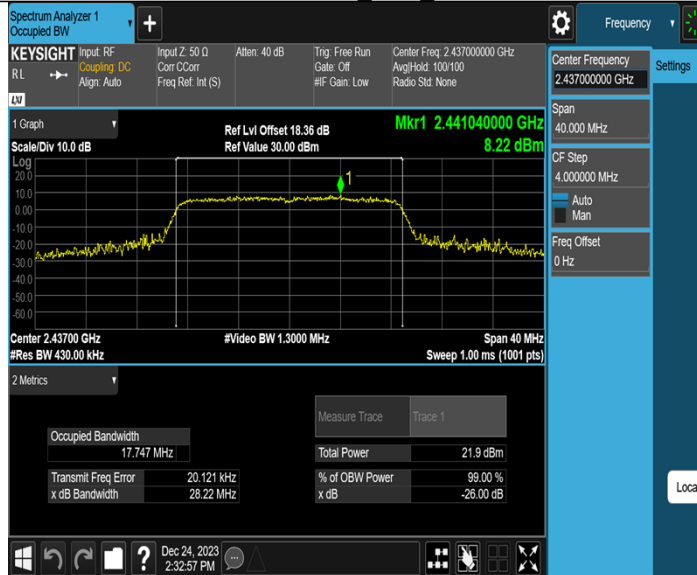 Spectrum Analyzer 1
Occupied BW
Frequency
KEYSIGHT
RL
LXI
Input: RF
Coupling: DC
Align: Auto
Input Z: 50 Ω
Corr CCorr
Freq Ref: Int (S)
Atten: 40 dB
Trig: Free Run
Gate: Off
#IF Gain: Low
Center Freq: 2.437000000 GHz
Avg|Hold: 100/100
Radio Std: None
Center Frequency
2.437000000 GHz
Settings
Span
40.000 MHz
CF Step
4.000000 MHz
Auto
Man
Freq Offset
0 Hz
1 Graph
Ref Lvl Offset 18.36 dB
Mkr1 2.441040000 GHz
Scale/Div 10.0 dB
Ref Value 30.00 dBm
8.22 dBm
Log
20.0
10.0
0.00
-10.0
-20.0
-30.0
-40.0
-50.0
-60.0
1
Center 2.43700 GHz
#Video BW 1.3000 MHz
Span 40 MHz
#Res BW 430.00 kHz
Sweep 1.00 ms (1001 pts)
2 Metrics
Measure Trace
Trace 1
Occupied Bandwidth
17.747 MHz
Total Power
21.9 dBm
Transmit Freq Error
20.121 kHz
% of OBW Power
99.00 %
x dB Bandwidth
28.22 MHz
x dB
-26.00 dB
Loca
?
Dec 24, 2023
2:32:57 PM